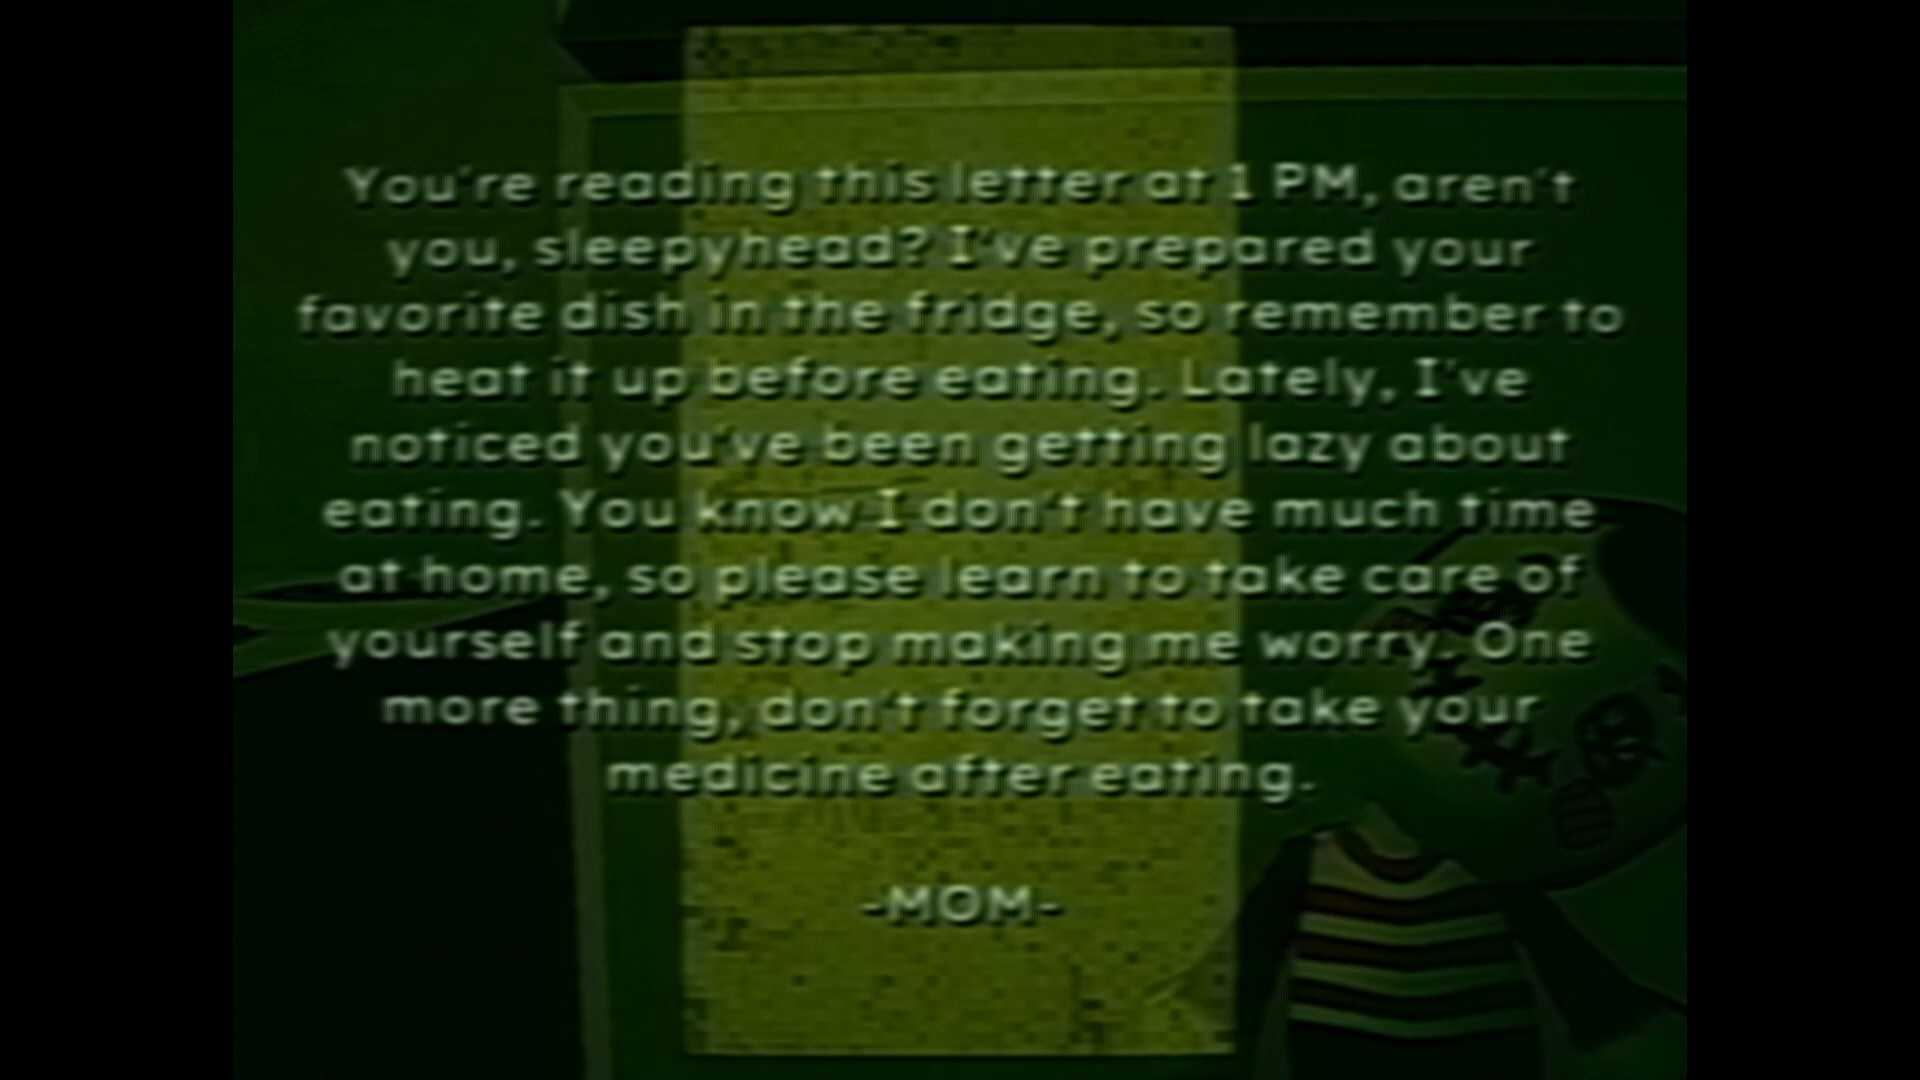 You're reading this letter at 1 PM, aren't
you, sleepyhead? I've prepared your
favorite dish in the fridge, so remember to
heat it up before eating. Lately, I've
noticed you've been getting lazy about
eating. You know I don't have much time
at home, so please learn to take care of
yourself and stop making me worry. One
more thing, don't forget to take your
medicine after eating.
-MOM-